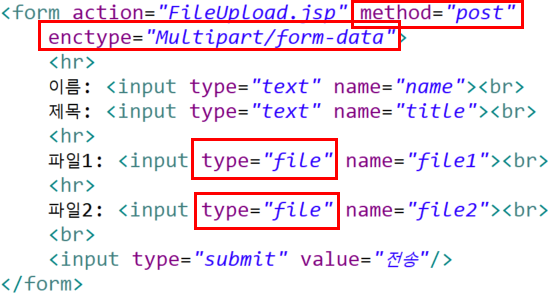 <form action="FileUpload.jsp" method="post"
enctype="Multipart/form-data">
<hr>
이름: <input type="text" name="name"><br>
제목: <input type="text" name="title"><br>
<hr>
파일1: <input type="file" name="file1"><br>
<hr>
파일2: <input type="file" name="file2"><br>
<br>
<input type="submit" value="전송"/>
</form>